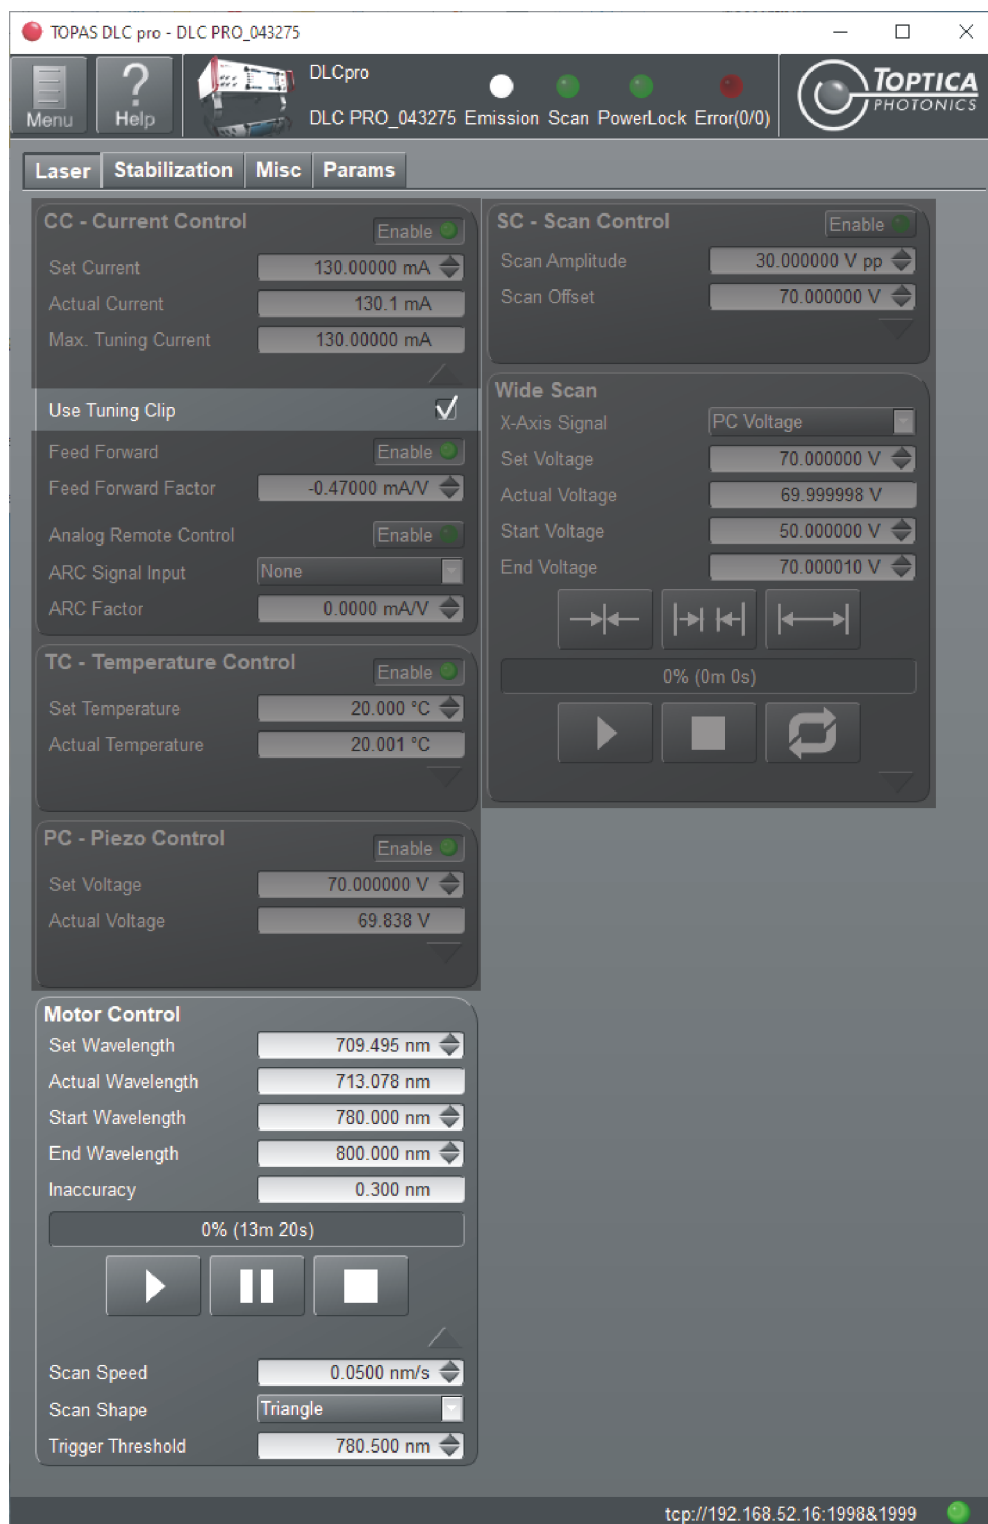 TOPAS DLC pro - DLC PRO_043275
Menu
Help
DLCpro
DLC PRO_043275
Emission
Scan
PowerLock
Error(0/0)
TOPTICA
PHOTONICS
Laser
Stabilization
Misc
Params
CC - Current Control
Enable
Set Current
130.00000 mA
Actual Current
130.1 mA
Max. Tuning Current
130.00000 mA
Use Tuning Clip
Feed Forward
Enable
Feed Forward Factor
-0.47000 mA/V
Analog Remote Control
Enable
ARC Signal Input
None
ARC Factor
0.0000 mA/V
TC - Temperature Control
Enable
Set Temperature
20.000 °C
Actual Temperature
20.001 °C
PC - Piezo Control
Enable
Set Voltage
70.000000 V
Actual Voltage
69.838 V
Motor Control
Set Wavelength
709.495 nm
Actual Wavelength
713.078 nm
Start Wavelength
780.000 nm
End Wavelength
800.000 nm
Inaccuracy
0.300 nm
0% (13m 20s)
Scan Speed
0.0500 nm/s
Scan Shape
Triangle
Trigger Threshold
780.500 nm
SC - Scan Control
Enable
Scan Amplitude
30.000000 V pp
Scan Offset
70.000000 V
Wide Scan
X-Axis Signal
PC Voltage
Set Voltage
70.000000 V
Actual Voltage
69.999998 V
Start Voltage
50.000000 V
End Voltage
70.000010 V
0% (0m 0s)
tcp://192.168.52.16:1998&1999